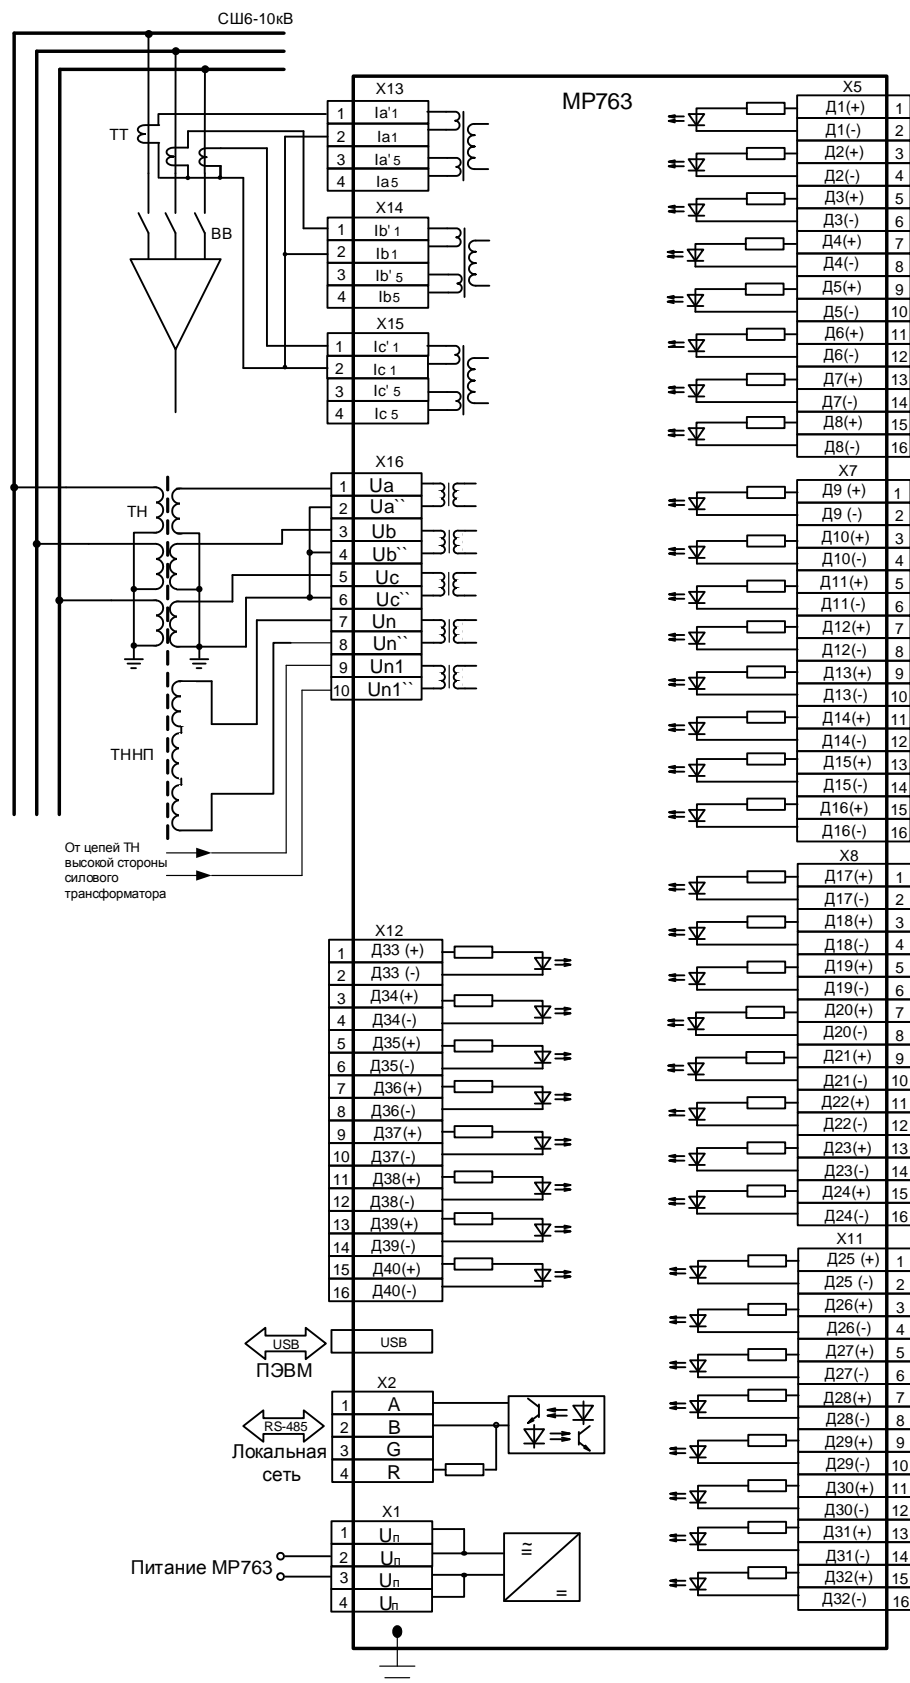 СШ6-10кВ
МР763
ТТ
ВВ
X13
1 Ia'1
2 Ia1
3 Ia'5
4 Ia5
X14
1 Ib'1
2 Ib1
3 Ib'5
4 Ib5
X15
1 Ic'1
2 Ic1
3 Ic'5
4 Ic5
X16
1 Ua
2 Ua``
3 Ub
4 Ub``
5 Uc
6 Uc``
7 Un
8 Un``
9 Un1
10 Un1``
ТН
ТННП
От цепей ТН
высокой стороны
силового
трансформатора
X12
1 Д33 (+)
2 Д33 (-)
3 Д34(+)
4 Д34(-)
5 Д35(+)
6 Д35(-)
7 Д36(+)
8 Д36(-)
9 Д37(+)
10 Д37(-)
11 Д38(+)
12 Д38(-)
13 Д39(+)
14 Д39(-)
15 Д40(+)
16 Д40(-)
USB
USB
ПЭВМ
X2
1 A
2 B
3 G
4 R
RS-485
Локальная
сеть
X1
1 Uп
2 Uп
3 Uп
4 Uп
Питание МР763
X5
Д1(+) 1
Д1(-) 2
Д2(+) 3
Д2(-) 4
Д3(+) 5
Д3(-) 6
Д4(+) 7
Д4(-) 8
Д5(+) 9
Д5(-) 10
Д6(+) 11
Д6(-) 12
Д7(+) 13
Д7(-) 14
Д8(+) 15
Д8(-) 16
X7
Д9 (+) 1
Д9 (-) 2
Д10(+) 3
Д10(-) 4
Д11(+) 5
Д11(-) 6
Д12(+) 7
Д12(-) 8
Д13(+) 9
Д13(-) 10
Д14(+) 11
Д14(-) 12
Д15(+) 13
Д15(-) 14
Д16(+) 15
Д16(-) 16
X8
Д17(+) 1
Д17(-) 2
Д18(+) 3
Д18(-) 4
Д19(+) 5
Д19(-) 6
Д20(+) 7
Д20(-) 8
Д21(+) 9
Д21(-) 10
Д22(+) 11
Д22(-) 12
Д23(+) 13
Д23(-) 14
Д24(+) 15
Д24(-) 16
X11
Д25 (+) 1
Д25 (-) 2
Д26(+) 3
Д26(-) 4
Д27(+) 5
Д27(-) 6
Д28(+) 7
Д28(-) 8
Д29(+) 9
Д29(-) 10
Д30(+) 11
Д30(-) 12
Д31(+) 13
Д31(-) 14
Д32(+) 15
Д32(-) 16